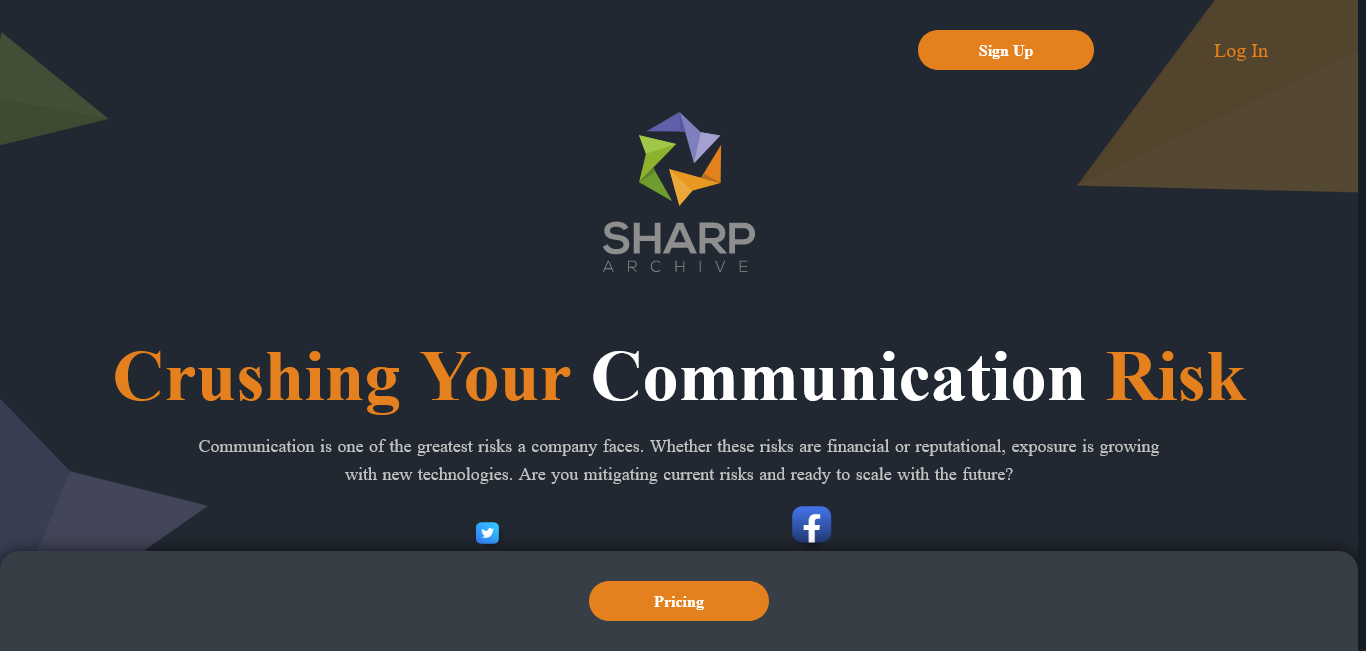 Sign Up
Log In
SHARP
ARCHIVE
Crushing Your Communication Risk
Communication is one of the greatest risks a company faces. Whether these risks are financial or reputational, exposure is growing
with new technologies. Are you mitigating current risks and ready to scale with the future?
Pricing